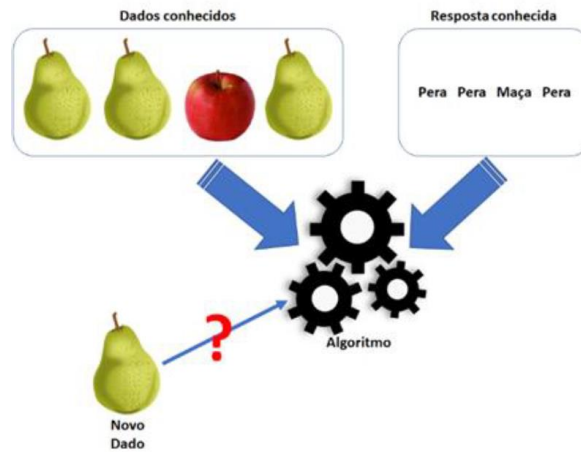 Dados conhecidos
Resposta conhecida
Pera Pera Maça Pera
?
Algoritmo
Novo
Dado